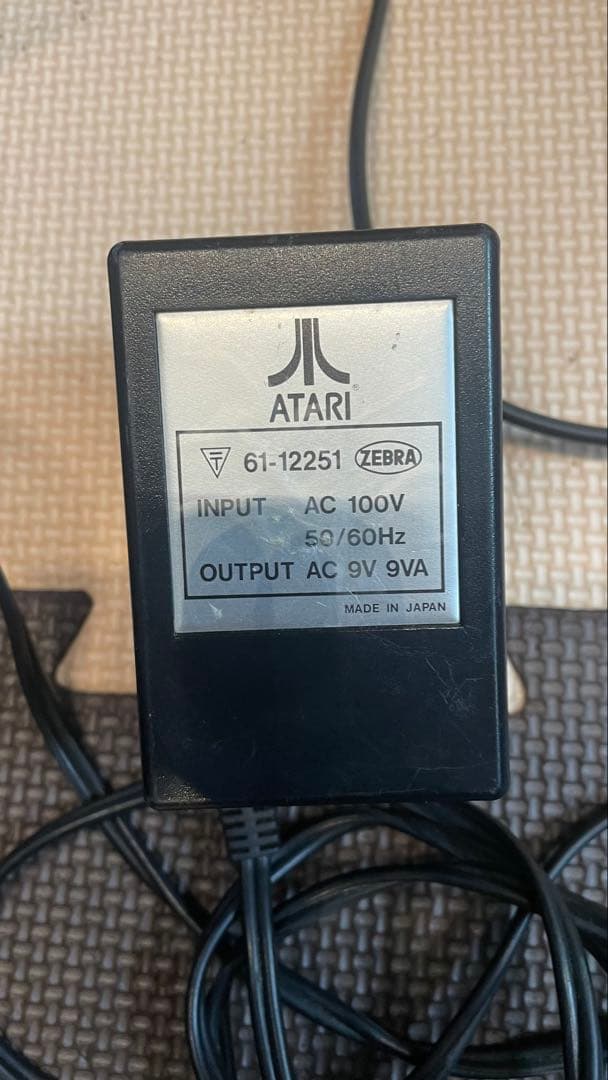 ATARI®
〒 61-12251 ZEBRA
INPUT AC 100V
50/60Hz
OUTPUT AC 9V 9VA
MADE IN JAPAN